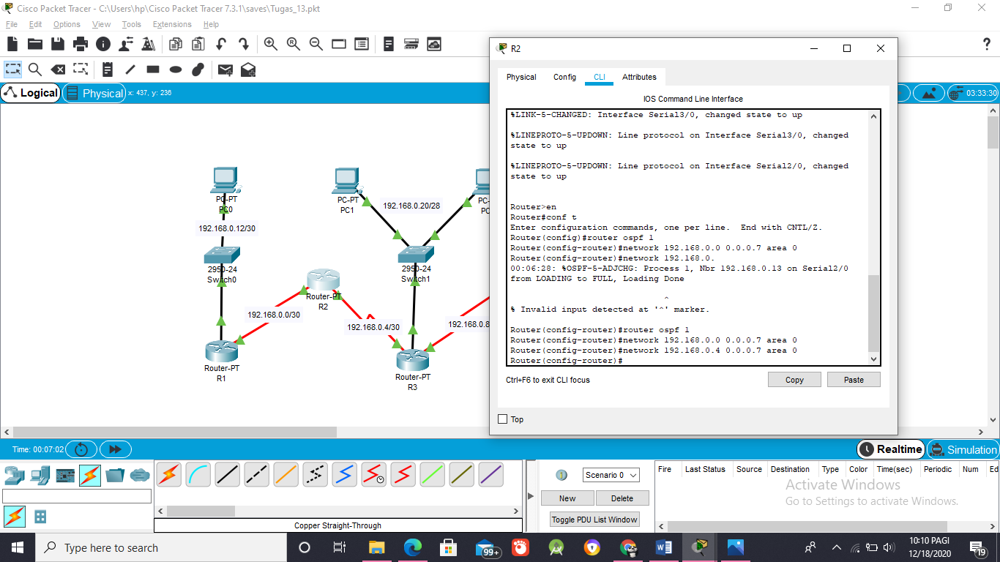 Cisco Packet Tracer - C:\Users\hp\Cisco Packet Tracer 7.3.1\saves\Tugas_13.pkt
File Edit Options View Tools Extensions Help
Logical Physical x: 437, y: 236
03:33:30
PC-PT
PC0
192.168.0.12/30
2950-24
Switch0
192.168.0.0/30
Router-PT
R1
Router-PT
R2
192.168.0.4/30
PC-PT
PC1
192.168.0.20/28
PC-
PC
2950-24
Switch1
192.168.0.8
Router-PT
R3
R2
Physical Config CLI Attributes
IOS Command Line Interface
%LINK-5-CHANGED: Interface Serial3/0, changed state to up
%LINEPROTO-5-UPDOWN: Line protocol on Interface Serial3/0, changed
state to up
%LINEPROTO-5-UPDOWN: Line protocol on Interface Serial2/0, changed
state to up
Router>en
Router#conf t
Enter configuration commands, one per line.  End with CNTL/Z.
Router(config)#router ospf 1
Router(config-router)#network 192.168.0.0 0.0.0.7 area 0
Router(config-router)#network 192.168.0.
00:06:28: %OSPF-5-ADJCHG: Process 1, Nbr 192.168.0.13 on Serial2/0
from LOADING to FULL, Loading Done
^
% Invalid input detected at '^' marker.
Router(config-router)#router ospf 1
Router(config-router)#network 192.168.0.0 0.0.0.7 area 0
Router(config-router)#network 192.168.0.4 0.0.0.7 area 0
Router(config-router)#
Ctrl+F6 to exit CLI focus
Copy Paste
Top
Time: 00:07:02
Realtime Simulation
Copper Straight-Through
Scenario 0
New Delete
Toggle PDU List Window
Fire Last Status Source Destination Type Color Time(sec) Periodic Num Ed
Activate Windows
Go to Settings to activate Windows.
Type here to search
99+
10:10 PAGI
12/18/2020
19